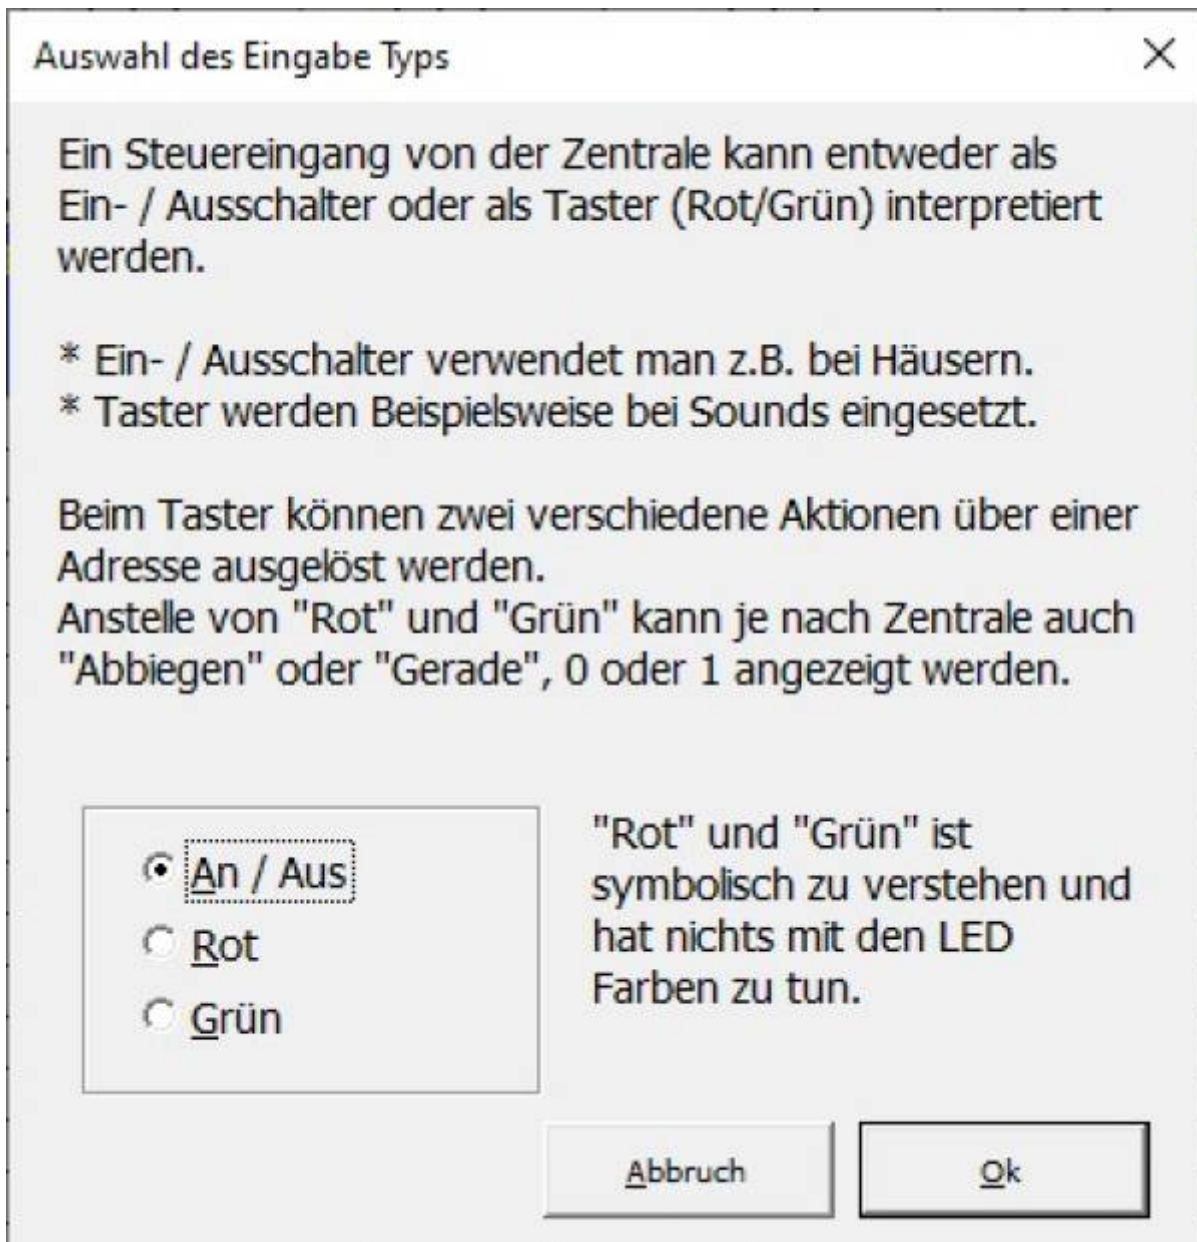 Auswahl des Eingabe Typs
Ein Steuereingang von der Zentrale kann entweder als
Ein- / Ausschalter oder als Taster (Rot/Grün) interpretiert
werden.
* Ein- / Ausschalter verwendet man z.B. bei Häusern.
* Taster werden Beispielsweise bei Sounds eingesetzt.
Beim Taster können zwei verschiedene Aktionen über einer
Adresse ausgelöst werden.
Anstelle von "Rot" und "Grün" kann je nach Zentrale auch
"Abbiegen" oder "Gerade", 0 oder 1 angezeigt werden.
An / Aus
Rot
Grün
"Rot" und "Grün" ist
symbolisch zu verstehen und
hat nichts mit den LED
Farben zu tun.
Abbruch
Ok